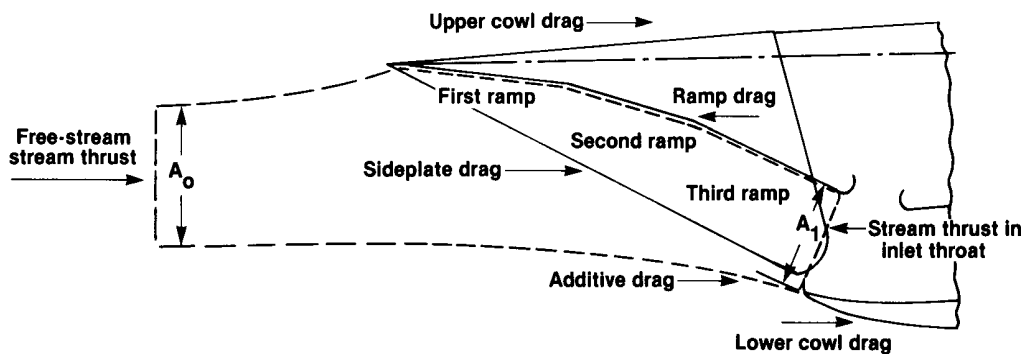 Upper cowl drag
First ramp
Ramp drag
Free-stream
stream thrust
A₀
Second ramp
Sideplate drag
Third ramp
A₁
Stream thrust in
inlet throat
Additive drag
Lower cowl drag